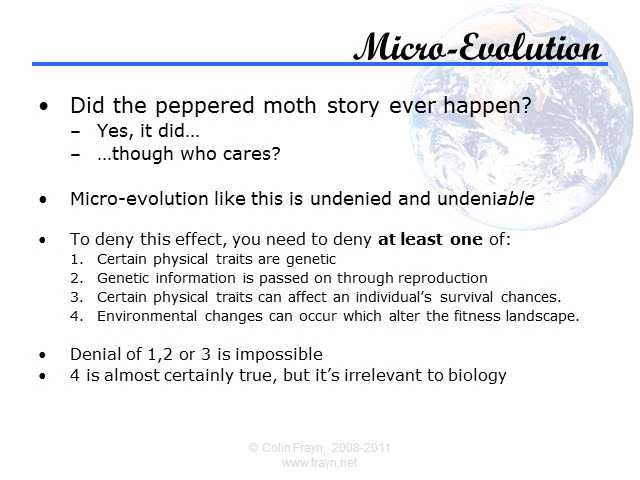 Micro-Evolution
• Did the peppered moth story ever happen?
– Yes, it did…
– …though who cares?
• Micro-evolution like this is undenied and undeniable
• To deny this effect, you need to deny at least one of:
1. Certain physical traits are genetic
2. Genetic information is passed on through reproduction
3. Certain physical traits can affect an individual's survival chances.
4. Environmental changes can occur which alter the fitness landscape.
• Denial of 1,2 or 3 is impossible
• 4 is almost certainly true, but it's irrelevant to biology
© Colin Frayn, 2008-2011
www.frayn.net